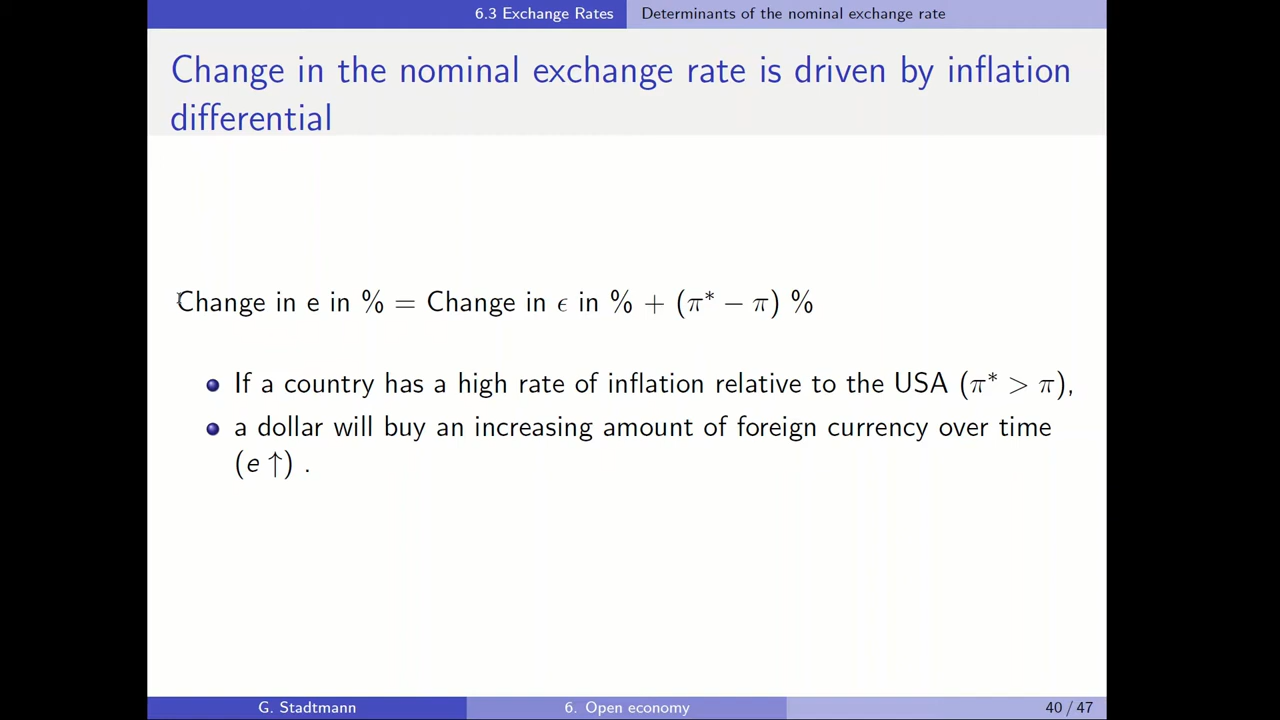 6.3 Exchange Rates Determinants of the nominal exchange rate
Change in the nominal exchange rate is driven by inflation
differential
Change in e in % = Change in ϵ in % + (π* − π) %
If a country has a high rate of inflation relative to the USA (π* > π),
a dollar will buy an increasing amount of foreign currency over time
(e ↑) .
G. Stadtmann 6. Open economy 40 / 47